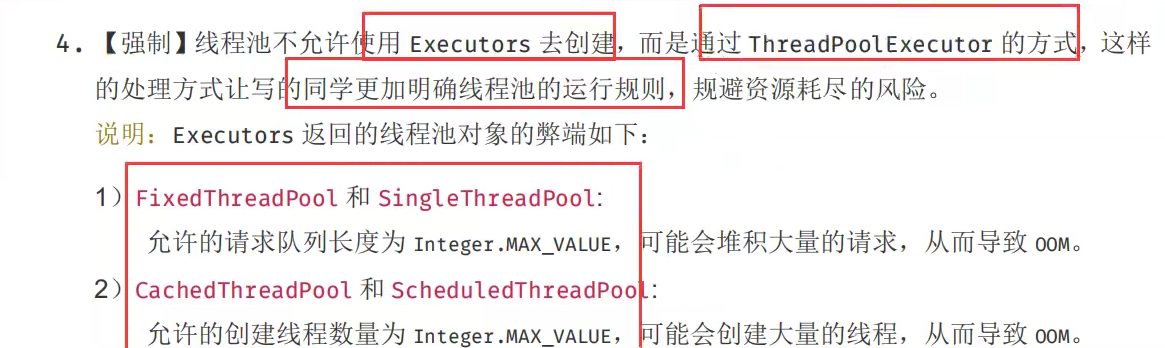 4. 【强制】线程池不允许使用 Executors 去创建，而是通过 ThreadPoolExecutor 的方式，这样
的处理方式让写的同学更加明确线程池的运行规则，规避资源耗尽的风险。
说明：Executors 返回的线程池对象的弊端如下：
1）FixedThreadPool 和 SingleThreadPool:
允许的请求队列长度为 Integer.MAX_VALUE，可能会堆积大量的请求，从而导致 OOM。
2）CachedThreadPool 和 ScheduledThreadPool:
允许的创建线程数量为 Integer.MAX_VALUE，可能会创建大量的线程，从而导致 OOM。